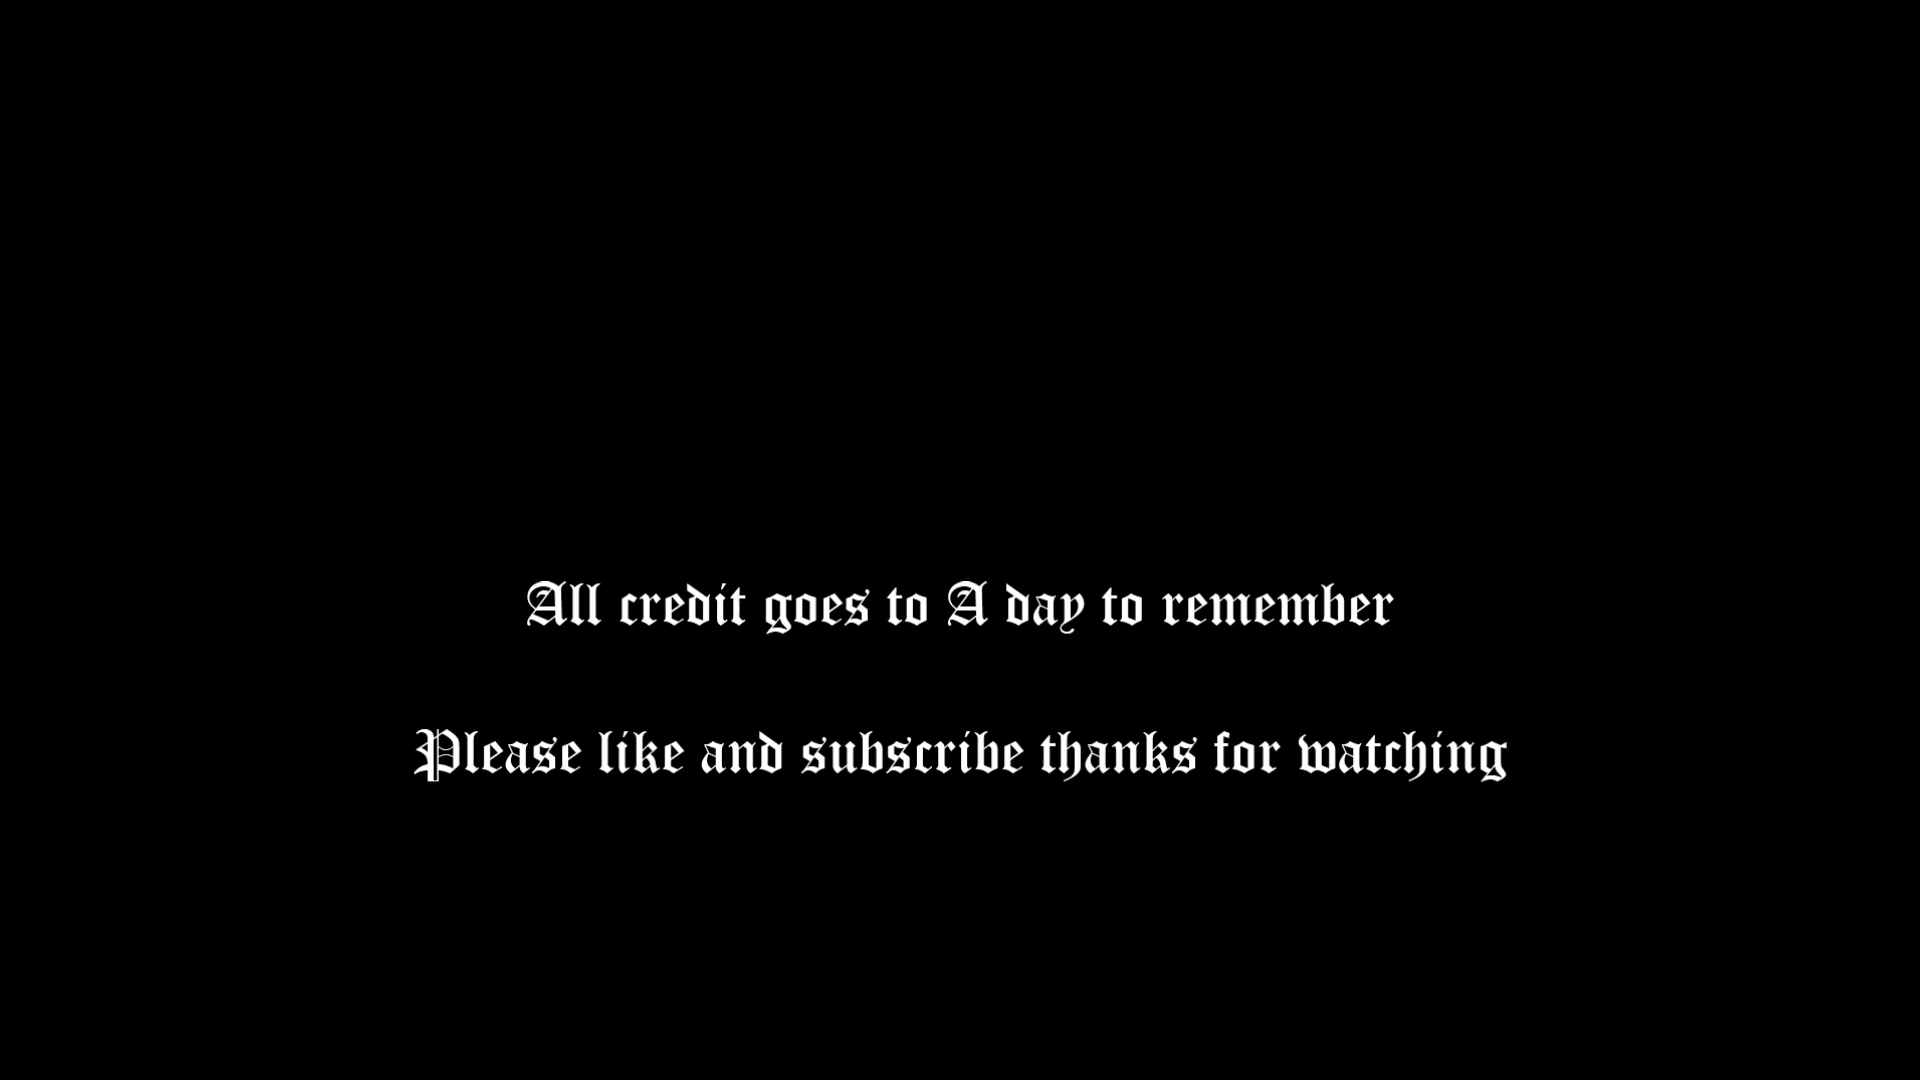 All credit goes to A day to remember
Please like and subscribe thanks for watching